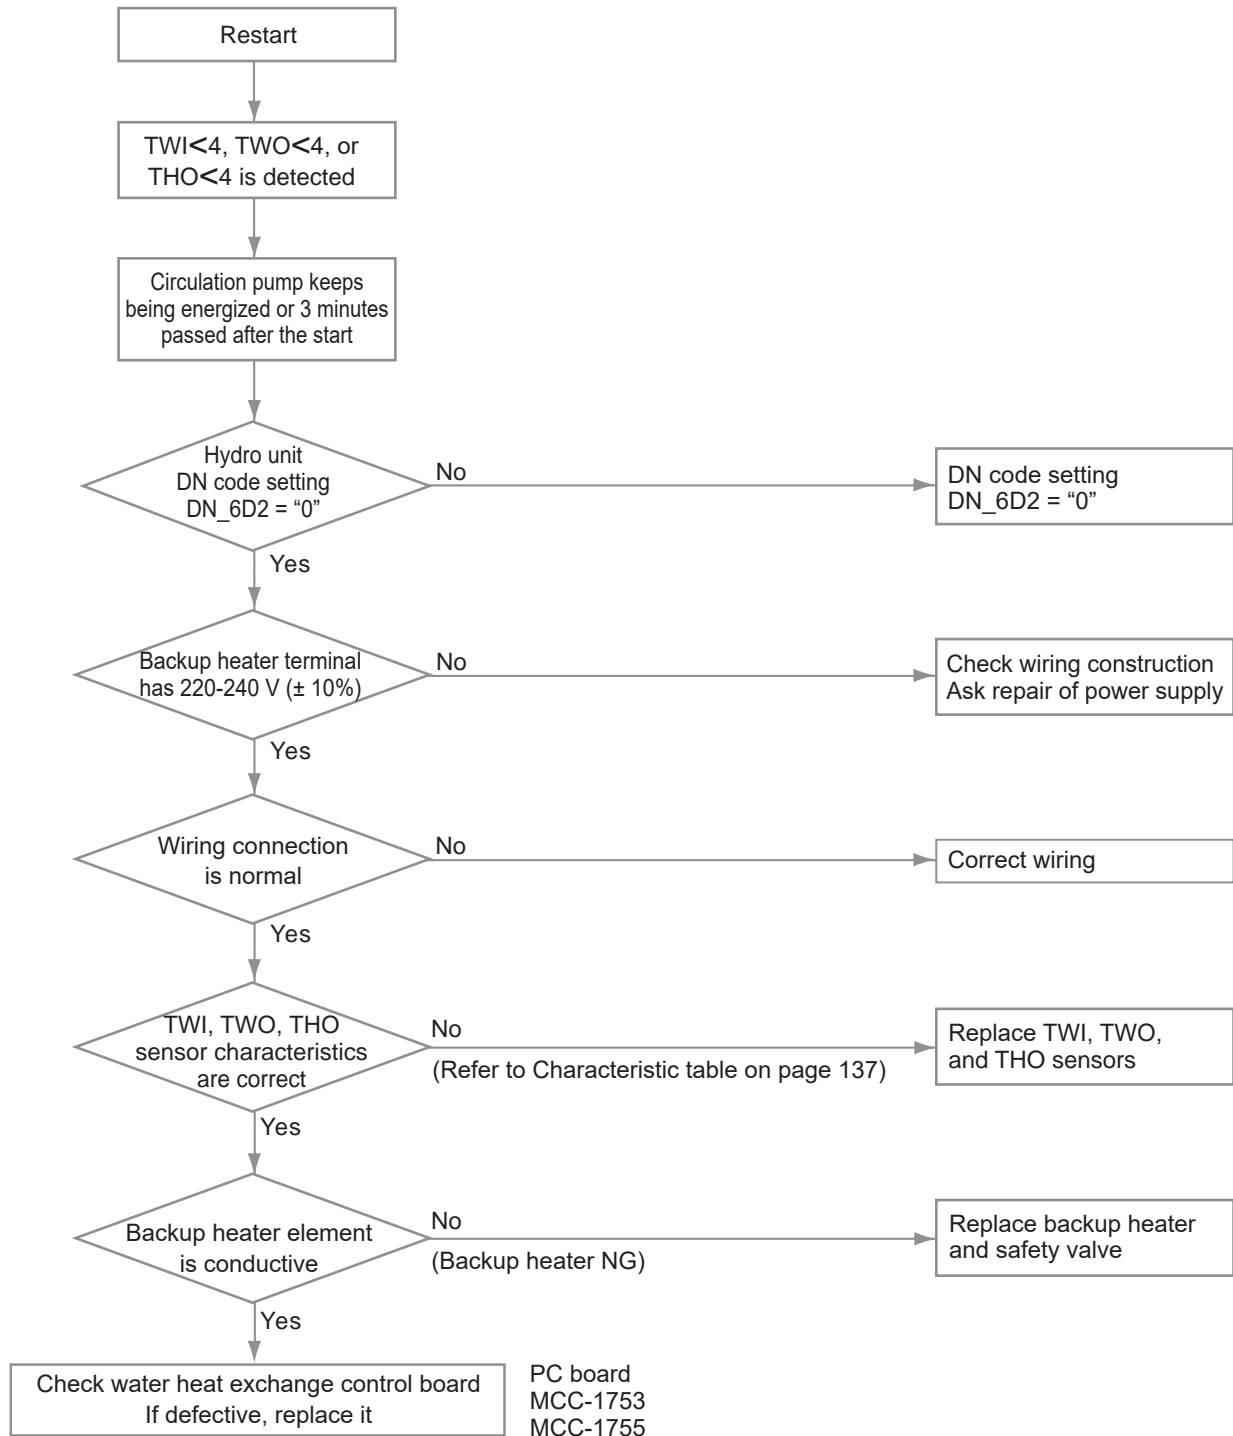 Restart
TWI<4, TWO<4, or
THO<4 is detected
Circulation pump keeps
being energized or 3 minutes
passed after the start
Hydro unit
DN code setting
DN_6D2 = “0”
No
DN code setting
DN_6D2 = “0”
Yes
Backup heater terminal
has 220-240 V (± 10%)
No
Check wiring construction
Ask repair of power supply
Yes
Wiring connection
is normal
No
Correct wiring
Yes
TWI, TWO, THO
sensor characteristics
are correct
No
(Refer to Characteristic table on page 137)
Replace TWI, TWO,
and THO sensors
Yes
Backup heater element
is conductive
No
(Backup heater NG)
Replace backup heater
and safety valve
Yes
Check water heat exchange control board
If defective, replace it
PC board
MCC-1753
MCC-1755